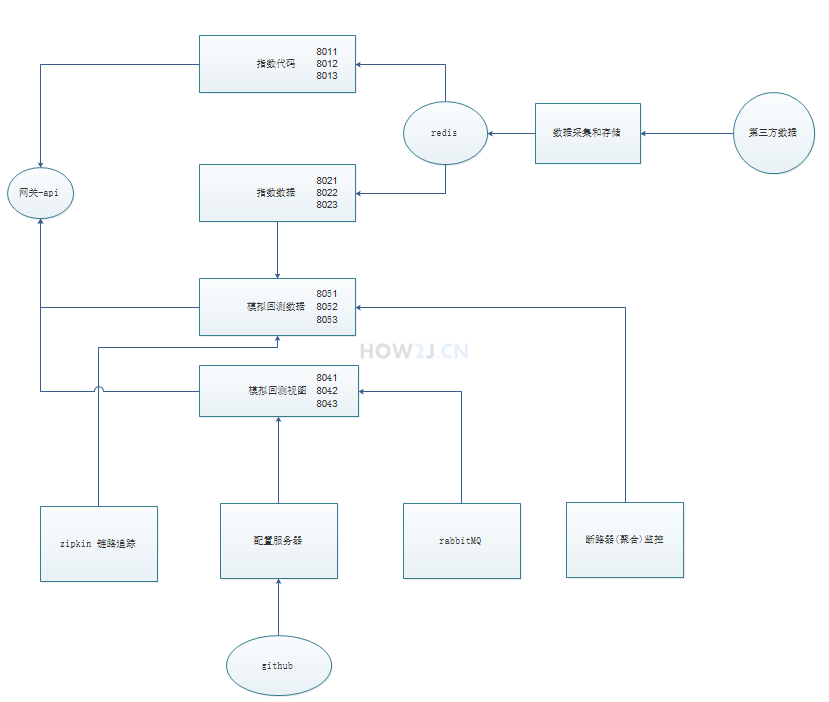 指数代码
8011
8012
8013
redis
数据采集和存储
第三方数据
网关-api
指数数据
8021
8022
8023
模拟回测数据
8051
8052
8053
HOW2J.CN
模拟回测视图
8041
8042
8043
zipkin 链路追踪
配置服务器
rabbitMQ
断路器(聚合)监控
github